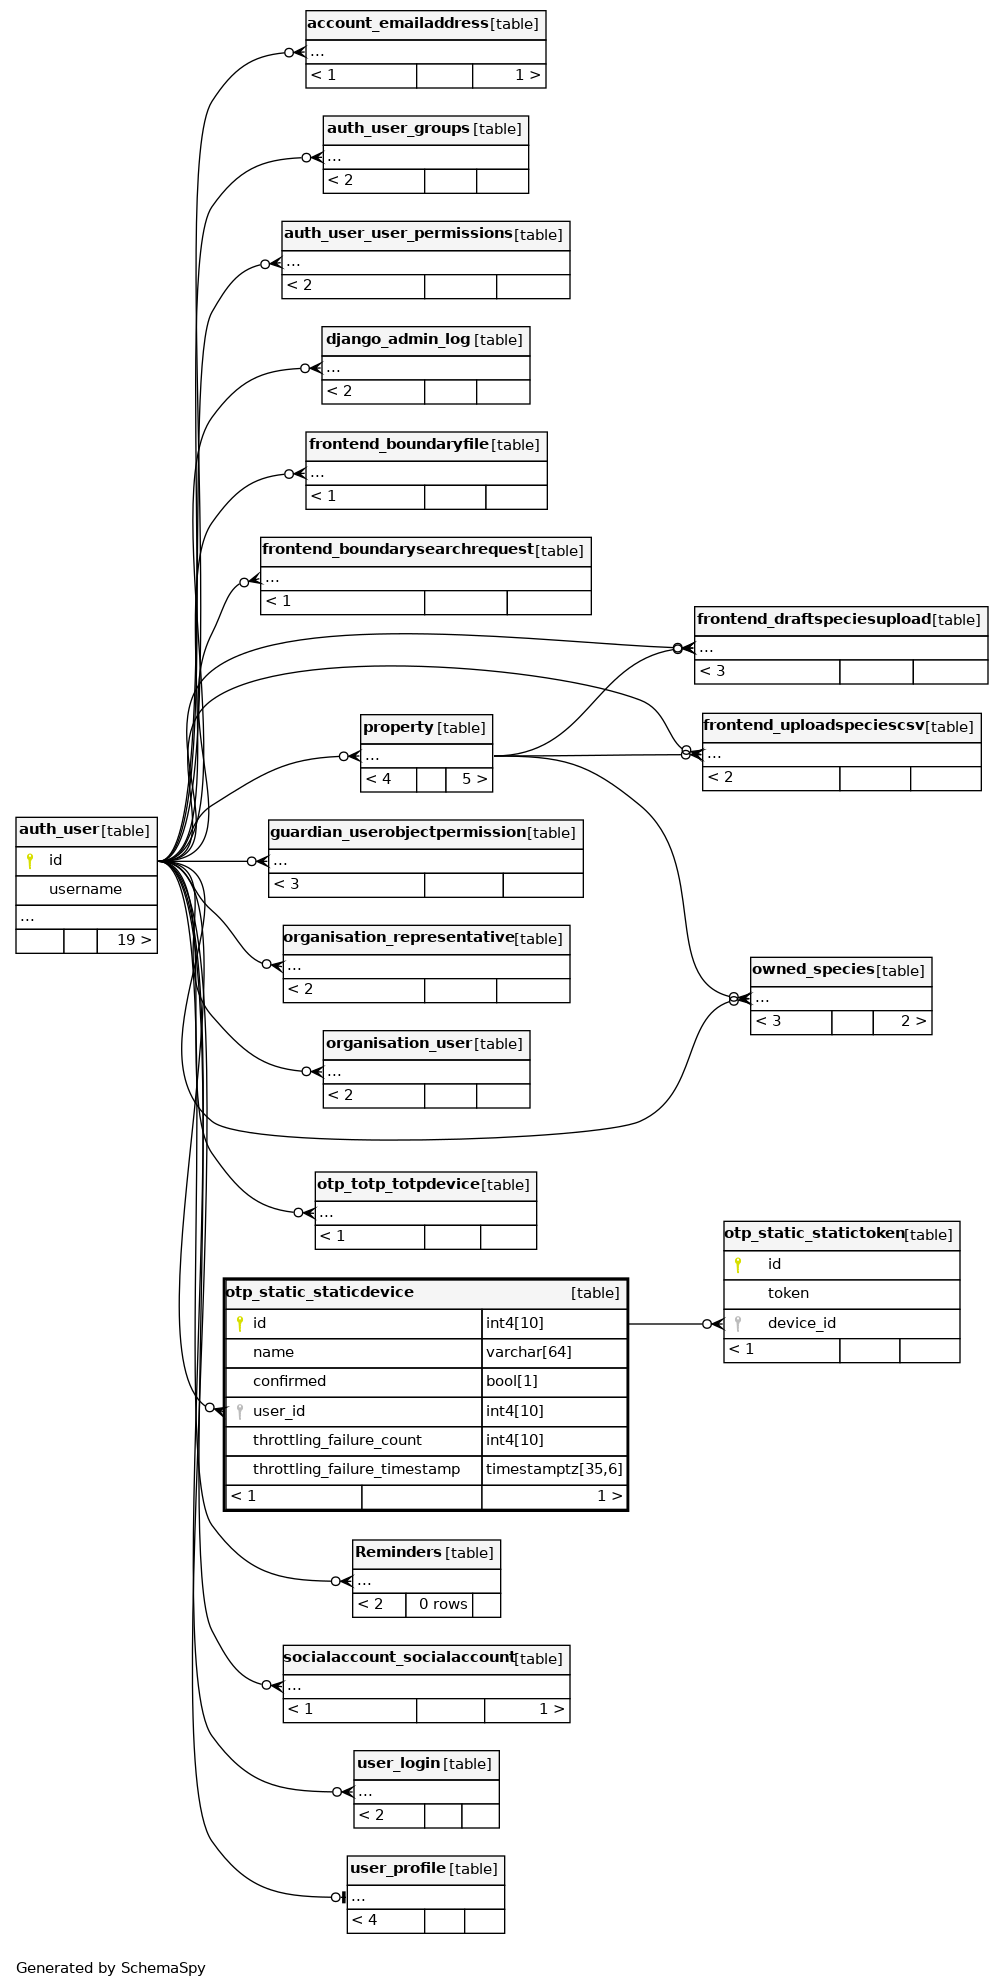 account_emailaddress [table]
...
< 1 1 >
auth_user_groups [table]
...
< 2
auth_user_user_permissions [table]
...
< 2
django_admin_log [table]
...
< 2
frontend_boundaryfile [table]
...
< 1
frontend_boundarysearchrequest [table]
...
< 1
frontend_draftspeciesupload [table]
...
< 3
property [table]
...
< 4 5 >
frontend_uploadspeciescsv [table]
...
< 2
auth_user [table]
id
username
...
19 >
guardian_userobjectpermission [table]
...
< 3
organisation_representative [table]
...
< 2
owned_species [table]
...
< 3 2 >
organisation_user [table]
...
< 2
otp_totp_totpdevice [table]
...
< 1
otp_static_statictoken [table]
id
token
device_id
< 1
otp_static_staticdevice [table]
id int4[10]
name varchar[64]
confirmed bool[1]
user_id int4[10]
throttling_failure_count int4[10]
throttling_failure_timestamp timestamptz[35,6]
< 1 1 >
Reminders [table]
...
< 2 0 rows
socialaccount_socialaccount [table]
...
< 1 1 >
user_login [table]
...
< 2
user_profile [table]
...
< 4
Generated by SchemaSpy